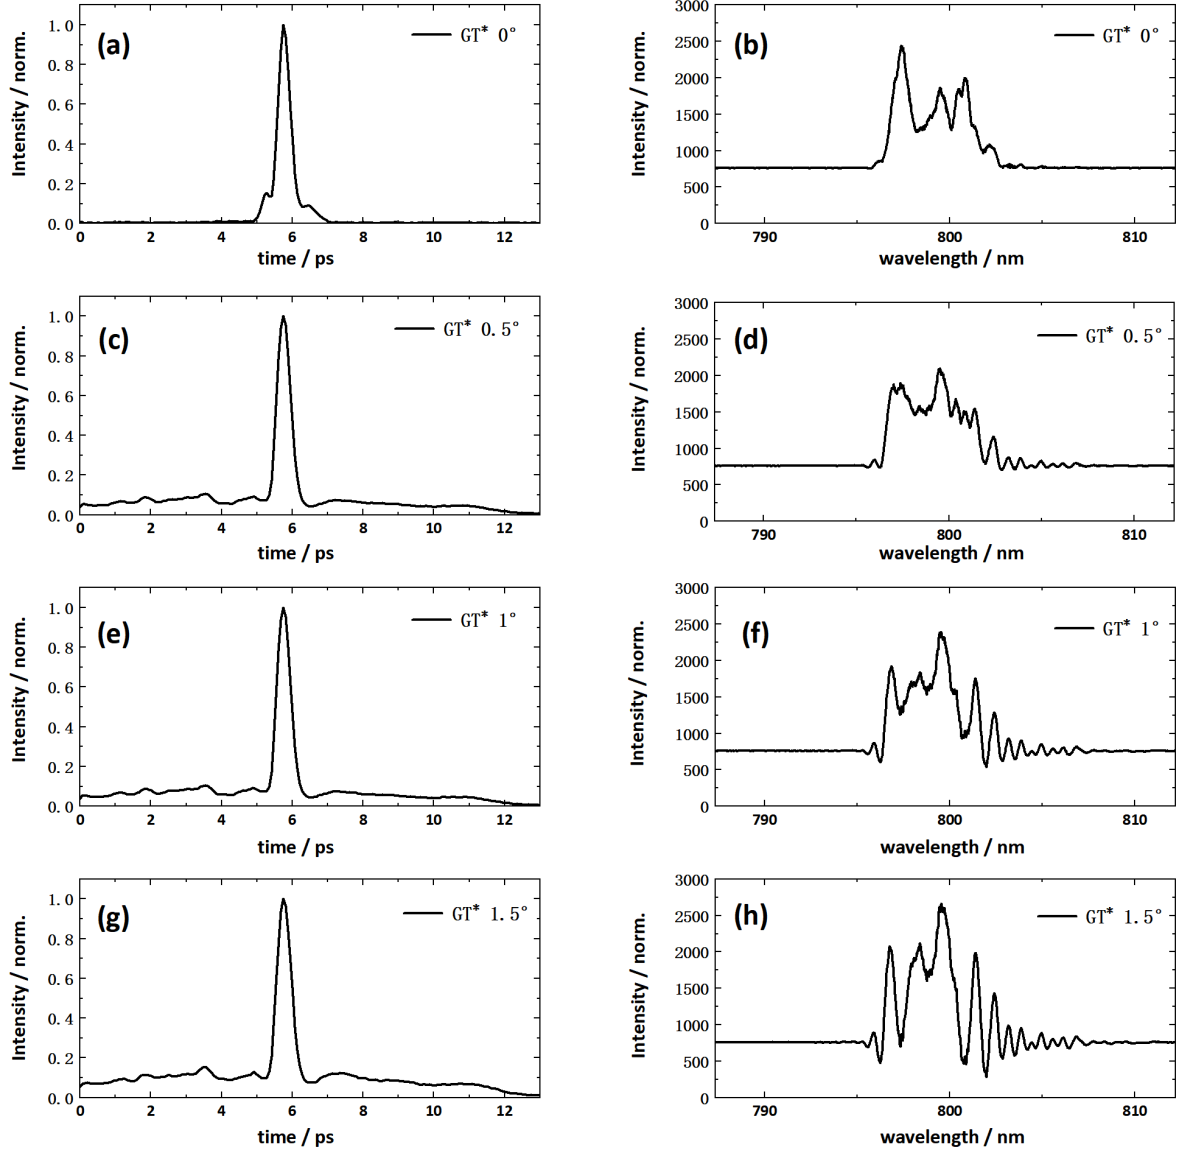 (a)
GT* 0°
Intensity / norm.
1.0
0.8
0.6
0.4
0.2
0.0
0 2 4 6 8 10 12
time / ps
(b)
GT* 0°
Intensity / norm.
3000
2500
2000
1500
1000
500
0
790 800 810
wavelength / nm
(c)
GT* 0.5°
Intensity / norm.
1.0
0.8
0.6
0.4
0.2
0.0
0 2 4 6 8 10 12
time / ps
(d)
GT* 0.5°
Intensity / norm.
3000
2500
2000
1500
1000
500
0
790 800 810
wavelength / nm
(e)
GT* 1°
Intensity / norm.
1.0
0.8
0.6
0.4
0.2
0.0
0 2 4 6 8 10 12
time / ps
(f)
GT* 1°
Intensity / norm.
3000
2500
2000
1500
1000
500
0
790 800 810
wavelength / nm
(g)
GT* 1.5°
Intensity / norm.
1.0
0.8
0.6
0.4
0.2
0.0
0 2 4 6 8 10 12
time / ps
(h)
GT* 1.5°
Intensity / norm.
3000
2500
2000
1500
1000
500
0
790 800 810
wavelength / nm